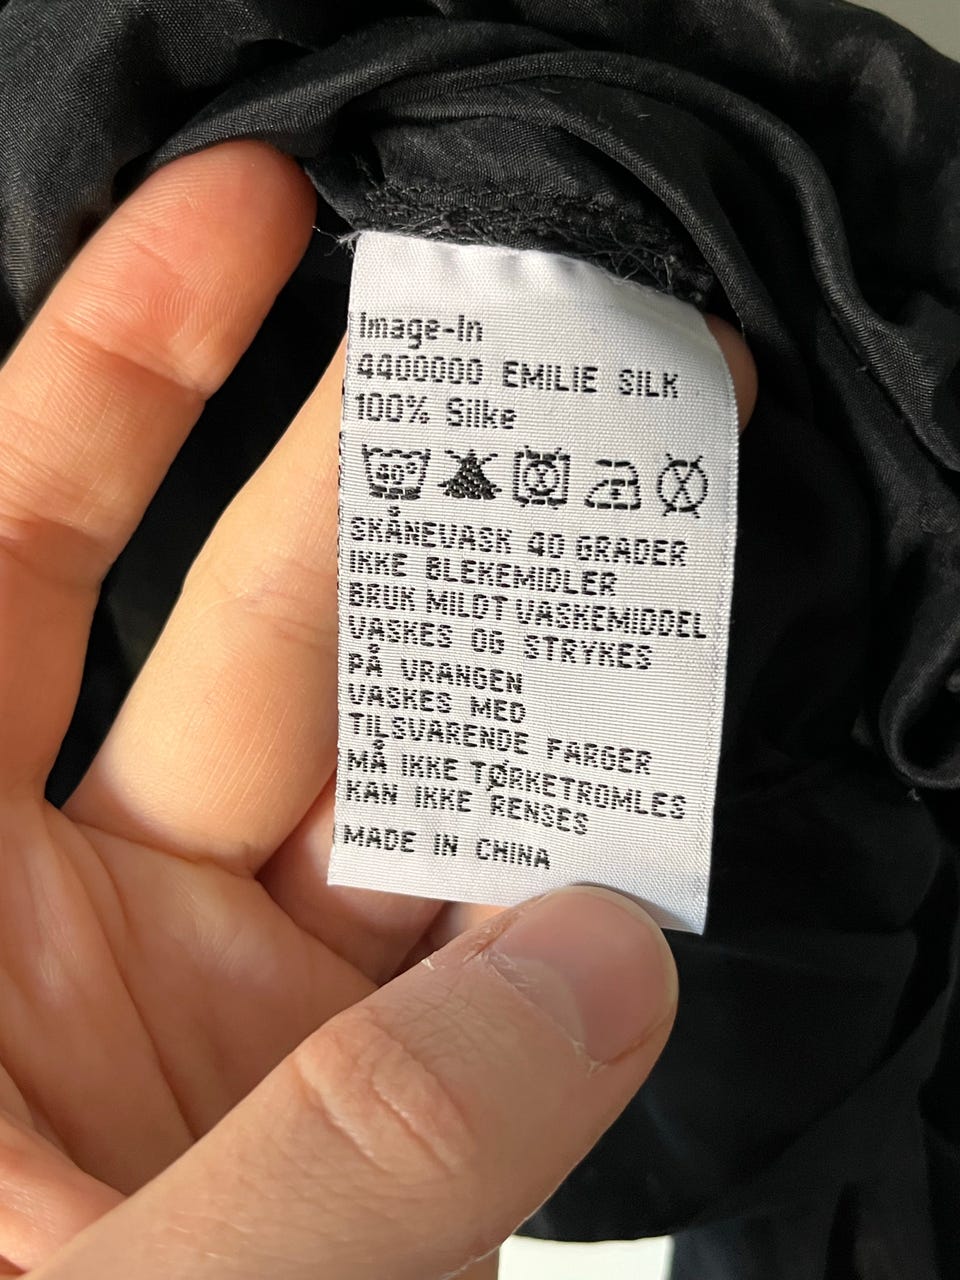 Image-In
4400000 EMILIE SILK
100% Silke
40°
SKÅNEVASK 40 GRADER
IKKE BLEKEMIDLER
BRUK MILDT VASKEMIDDEL
VASKES OG STRYKES
PÅ VRANGEN
VASKES MED
TILSVARENDE FARGER
MÅ IKKE TØRKETROMLES
KAN IKKE RENSES
MADE IN CHINA